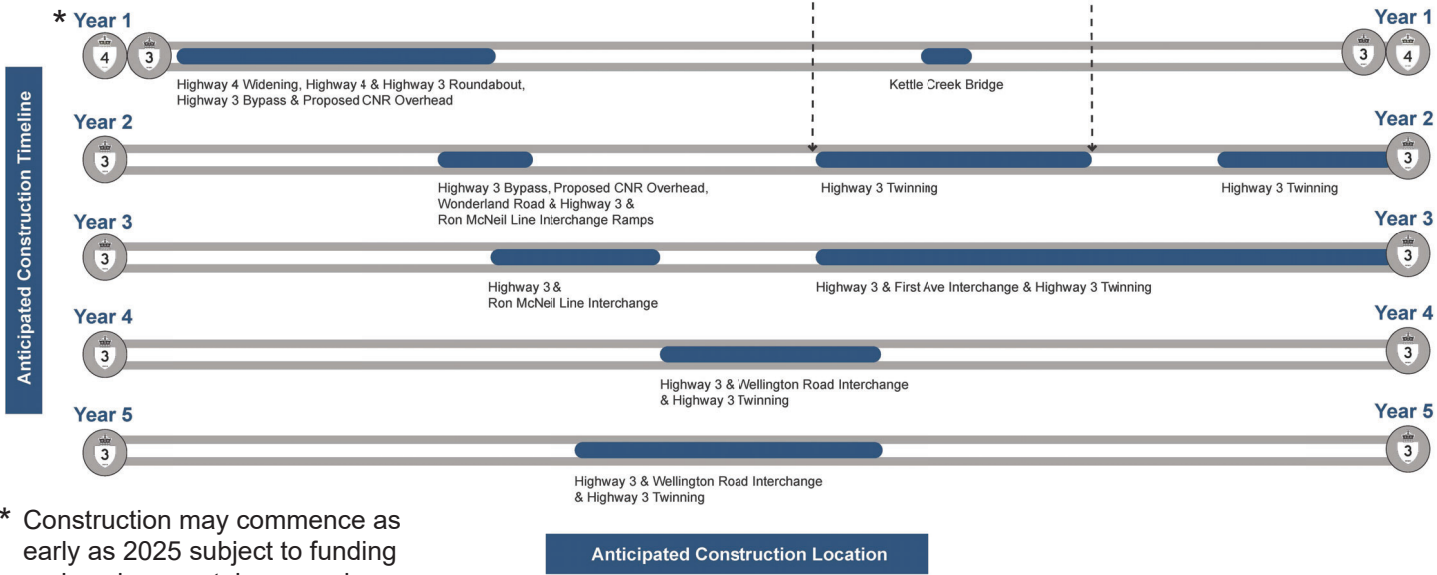 * Year 1
Year 1
4 3
3 4
Highway 4 Widening, Highway 4 & Highway 3 Roundabout,
Highway 3 Bypass & Proposed CNR Overhead
Kettle Creek Bridge
Anticipated Construction Timeline
Year 2
Year 2
3
3
Highway 3 Bypass, Proposed CNR Overhead,
Wonderland Road & Highway 3 &
Ron McNeil Line Interchange Ramps
Highway 3 Twinning
Highway 3 Twinning
Year 3
Year 3
3
3
Highway 3 &
Ron McNeil Line Interchange
Highway 3 & First Ave Interchange & Highway 3 Twinning
Year 4
Year 4
3
3
Highway 3 & Wellington Road Interchange
& Highway 3 Twinning
Year 5
Year 5
3
3
Highway 3 & Wellington Road Interchange
& Highway 3 Twinning
* Construction may commence as
early as 2025 subject to funding
Anticipated Construction Location